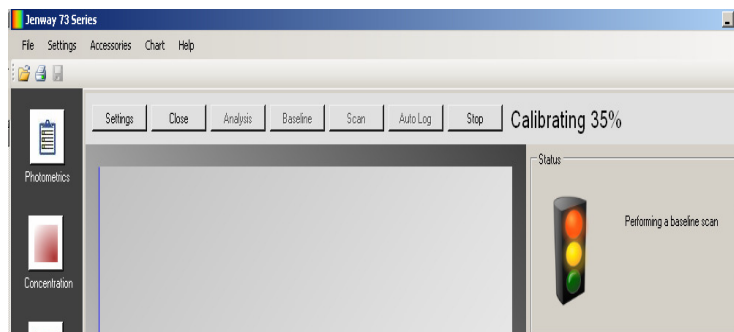 Jenway 73 Series
File Settings Accessories Chart Help
Settings Close Analysis Baseline Scan Auto Log Stop Calibrating 35%
Status
Photometrics
Performing a baseline scan
Concentration